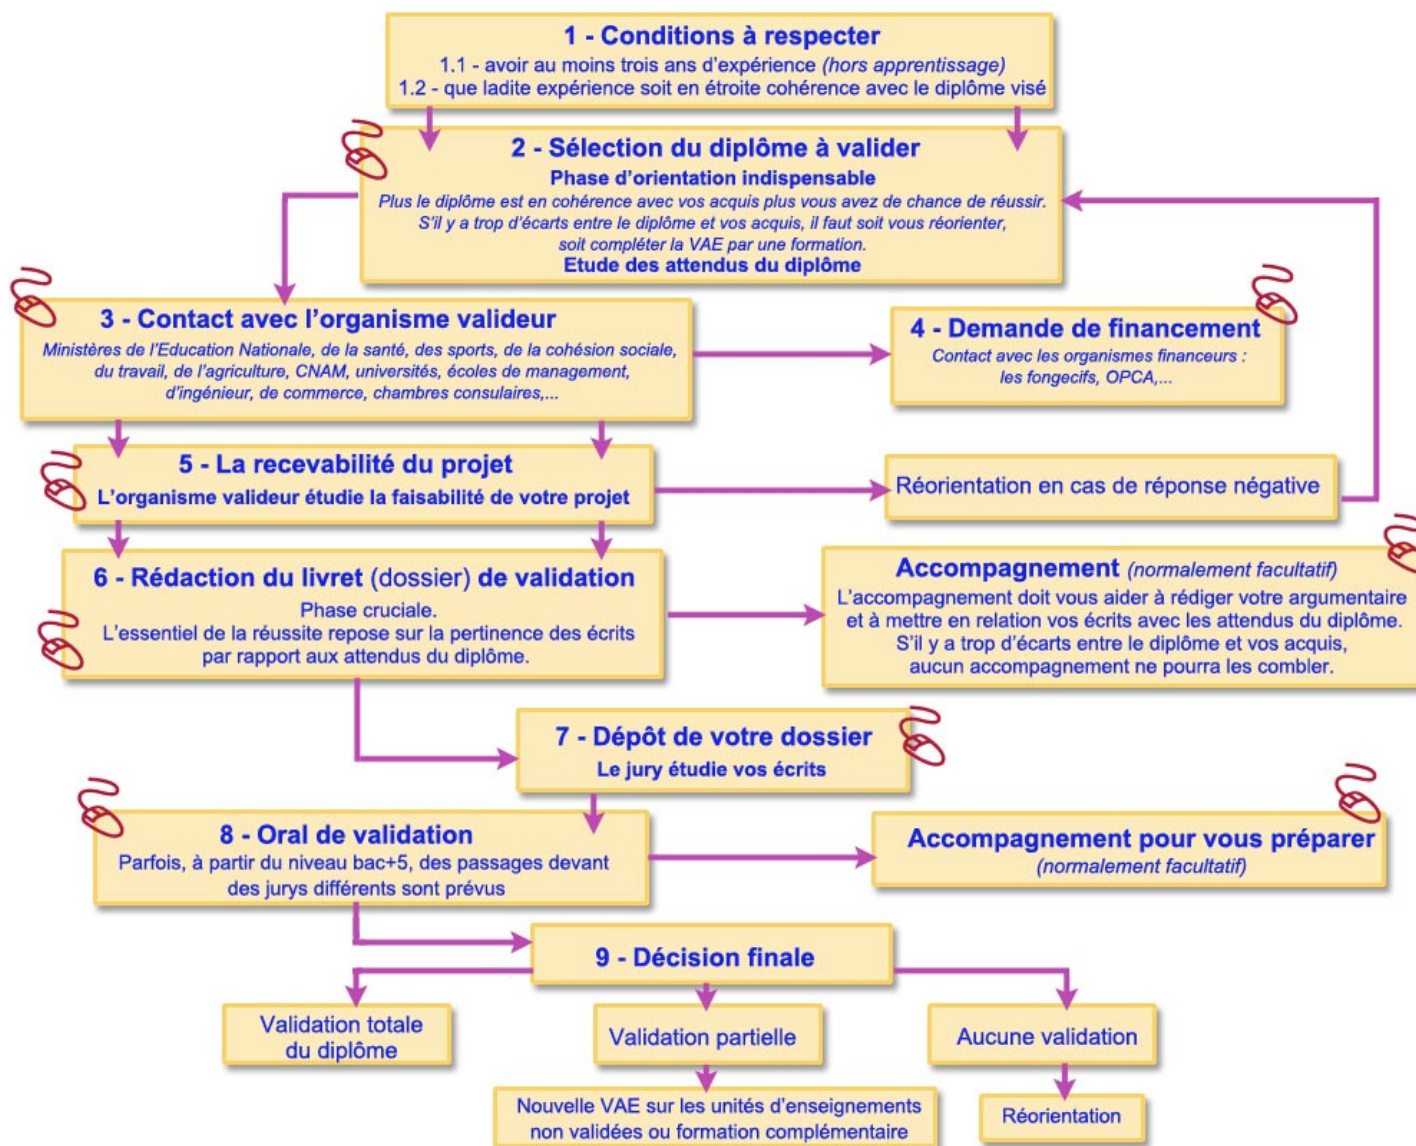 1 - Conditions à respecter
1.1 - avoir au moins trois ans d'expérience (hors apprentissage)
1.2 - que ladite expérience soit en étroite cohérence avec le diplôme visé
2 - Sélection du diplôme à valider
Phase d'orientation indispensable
Plus le diplôme est en cohérence avec vos acquis plus vous avez de chance de réussir.
S'il y a trop d'écarts entre le diplôme et vos acquis, il faut soit vous réorienter,
soit compléter la VAE par une formation.
Etude des attendus du diplôme
3 - Contact avec l'organisme valideur
Ministères de l'Education Nationale, de la santé, des sports, de la cohésion sociale,
du travail, de l'agriculture, CNAM, universités, écoles de management,
d'ingénieur, de commerce, chambres consulaires,...
4 - Demande de financement
Contact avec les organismes financeurs :
les fongecifs, OPCA,...
5 - La recevabilité du projet
L'organisme valideur étudie la faisabilité de votre projet
Réorientation en cas de réponse négative
6 - Rédaction du livret (dossier) de validation
Phase cruciale.
L'essentiel de la réussite repose sur la pertinence des écrits
par rapport aux attendus du diplôme.
Accompagnement (normalement facultatif)
L'accompagnement doit vous aider à rédiger votre argumentaire
et à mettre en relation vos écrits avec les attendus du diplôme.
S'il y a trop d'écarts entre le diplôme et vos acquis,
aucun accompagnement ne pourra les combler.
7 - Dépôt de votre dossier
Le jury étudie vos écrits
8 - Oral de validation
Parfois, à partir du niveau bac+5, des passages devant
des jurys différents sont prévus
Accompagnement pour vous préparer
(normalement facultatif)
9 - Décision finale
Validation totale
du diplôme
Validation partielle
Aucune validation
Nouvelle VAE sur les unités d'enseignements
non validées ou formation complémentaire
Réorientation